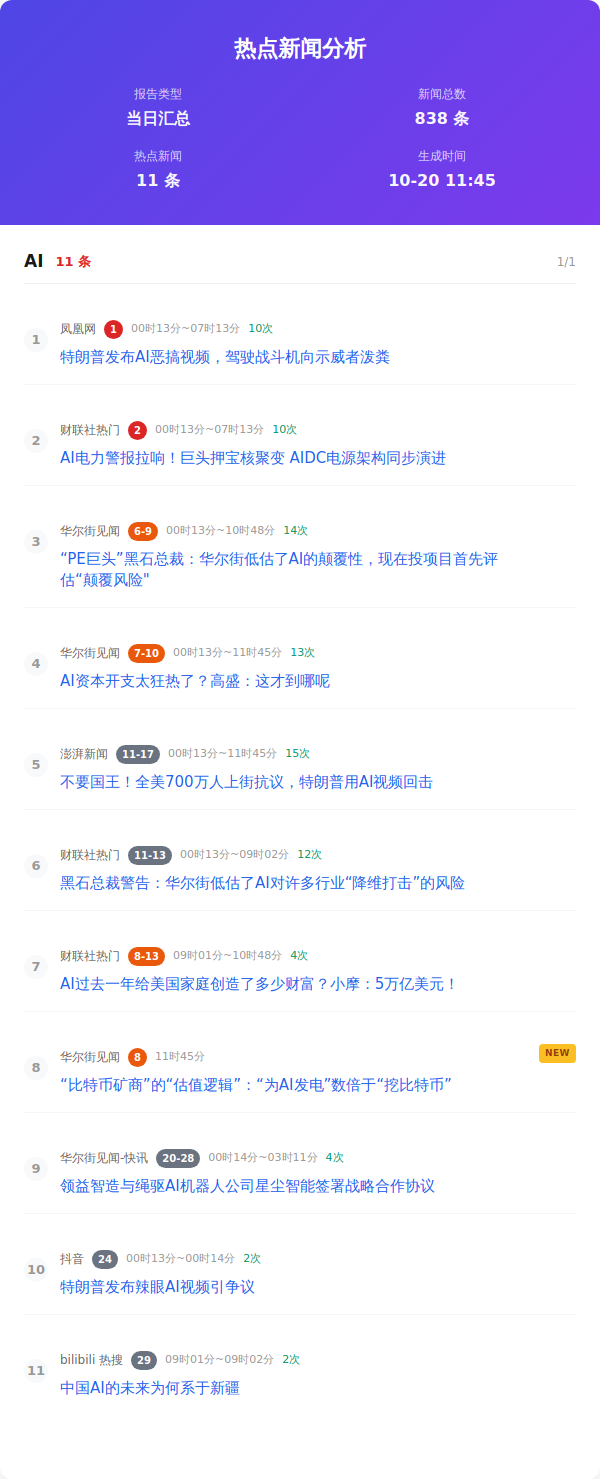 热点新闻分析
报告类型 新闻总数
当日汇总 838 条
热点新闻 生成时间
11 条 10-20 11:45
AI 11 条 1/1
1 凤凰网 1 00时13分~07时13分 10次
特朗普发布AI恶搞视频，驾驶战斗机向示威者泼粪
2 财联社热门 2 00时13分~07时13分 10次
AI电力警报拉响！巨头押宝核聚变 AIDC电源架构同步演进
3 华尔街见闻 6-9 00时13分~10时48分 14次
“PE巨头”黑石总裁：华尔街低估了AI的颠覆性，现在投项目首先评
估“颠覆风险"
4 华尔街见闻 7-10 00时13分~11时45分 13次
AI资本开支太狂热了？高盛：这才到哪呢
5 澎湃新闻 11-17 00时13分~11时45分 15次
不要国王！全美700万人上街抗议，特朗普用AI视频回击
6 财联社热门 11-13 00时13分~09时02分 12次
黑石总裁警告：华尔街低估了AI对许多行业“降维打击”的风险
7 财联社热门 8-13 09时01分~10时48分 4次
AI过去一年给美国家庭创造了多少财富？小摩：5万亿美元！
8 华尔街见闻 8 11时45分 NEW
“比特币矿商”的“估值逻辑”：“为AI发电”数倍于“挖比特币”
9 华尔街见闻-快讯 20-28 00时14分~03时11分 4次
领益智造与绳驱AI机器人公司星尘智能签署战略合作协议
10 抖音 24 00时13分~00时14分 2次
特朗普发布辣眼AI视频引争议
11 bilibili 热搜 29 09时01分~09时02分 2次
中国AI的未来为何系于新疆